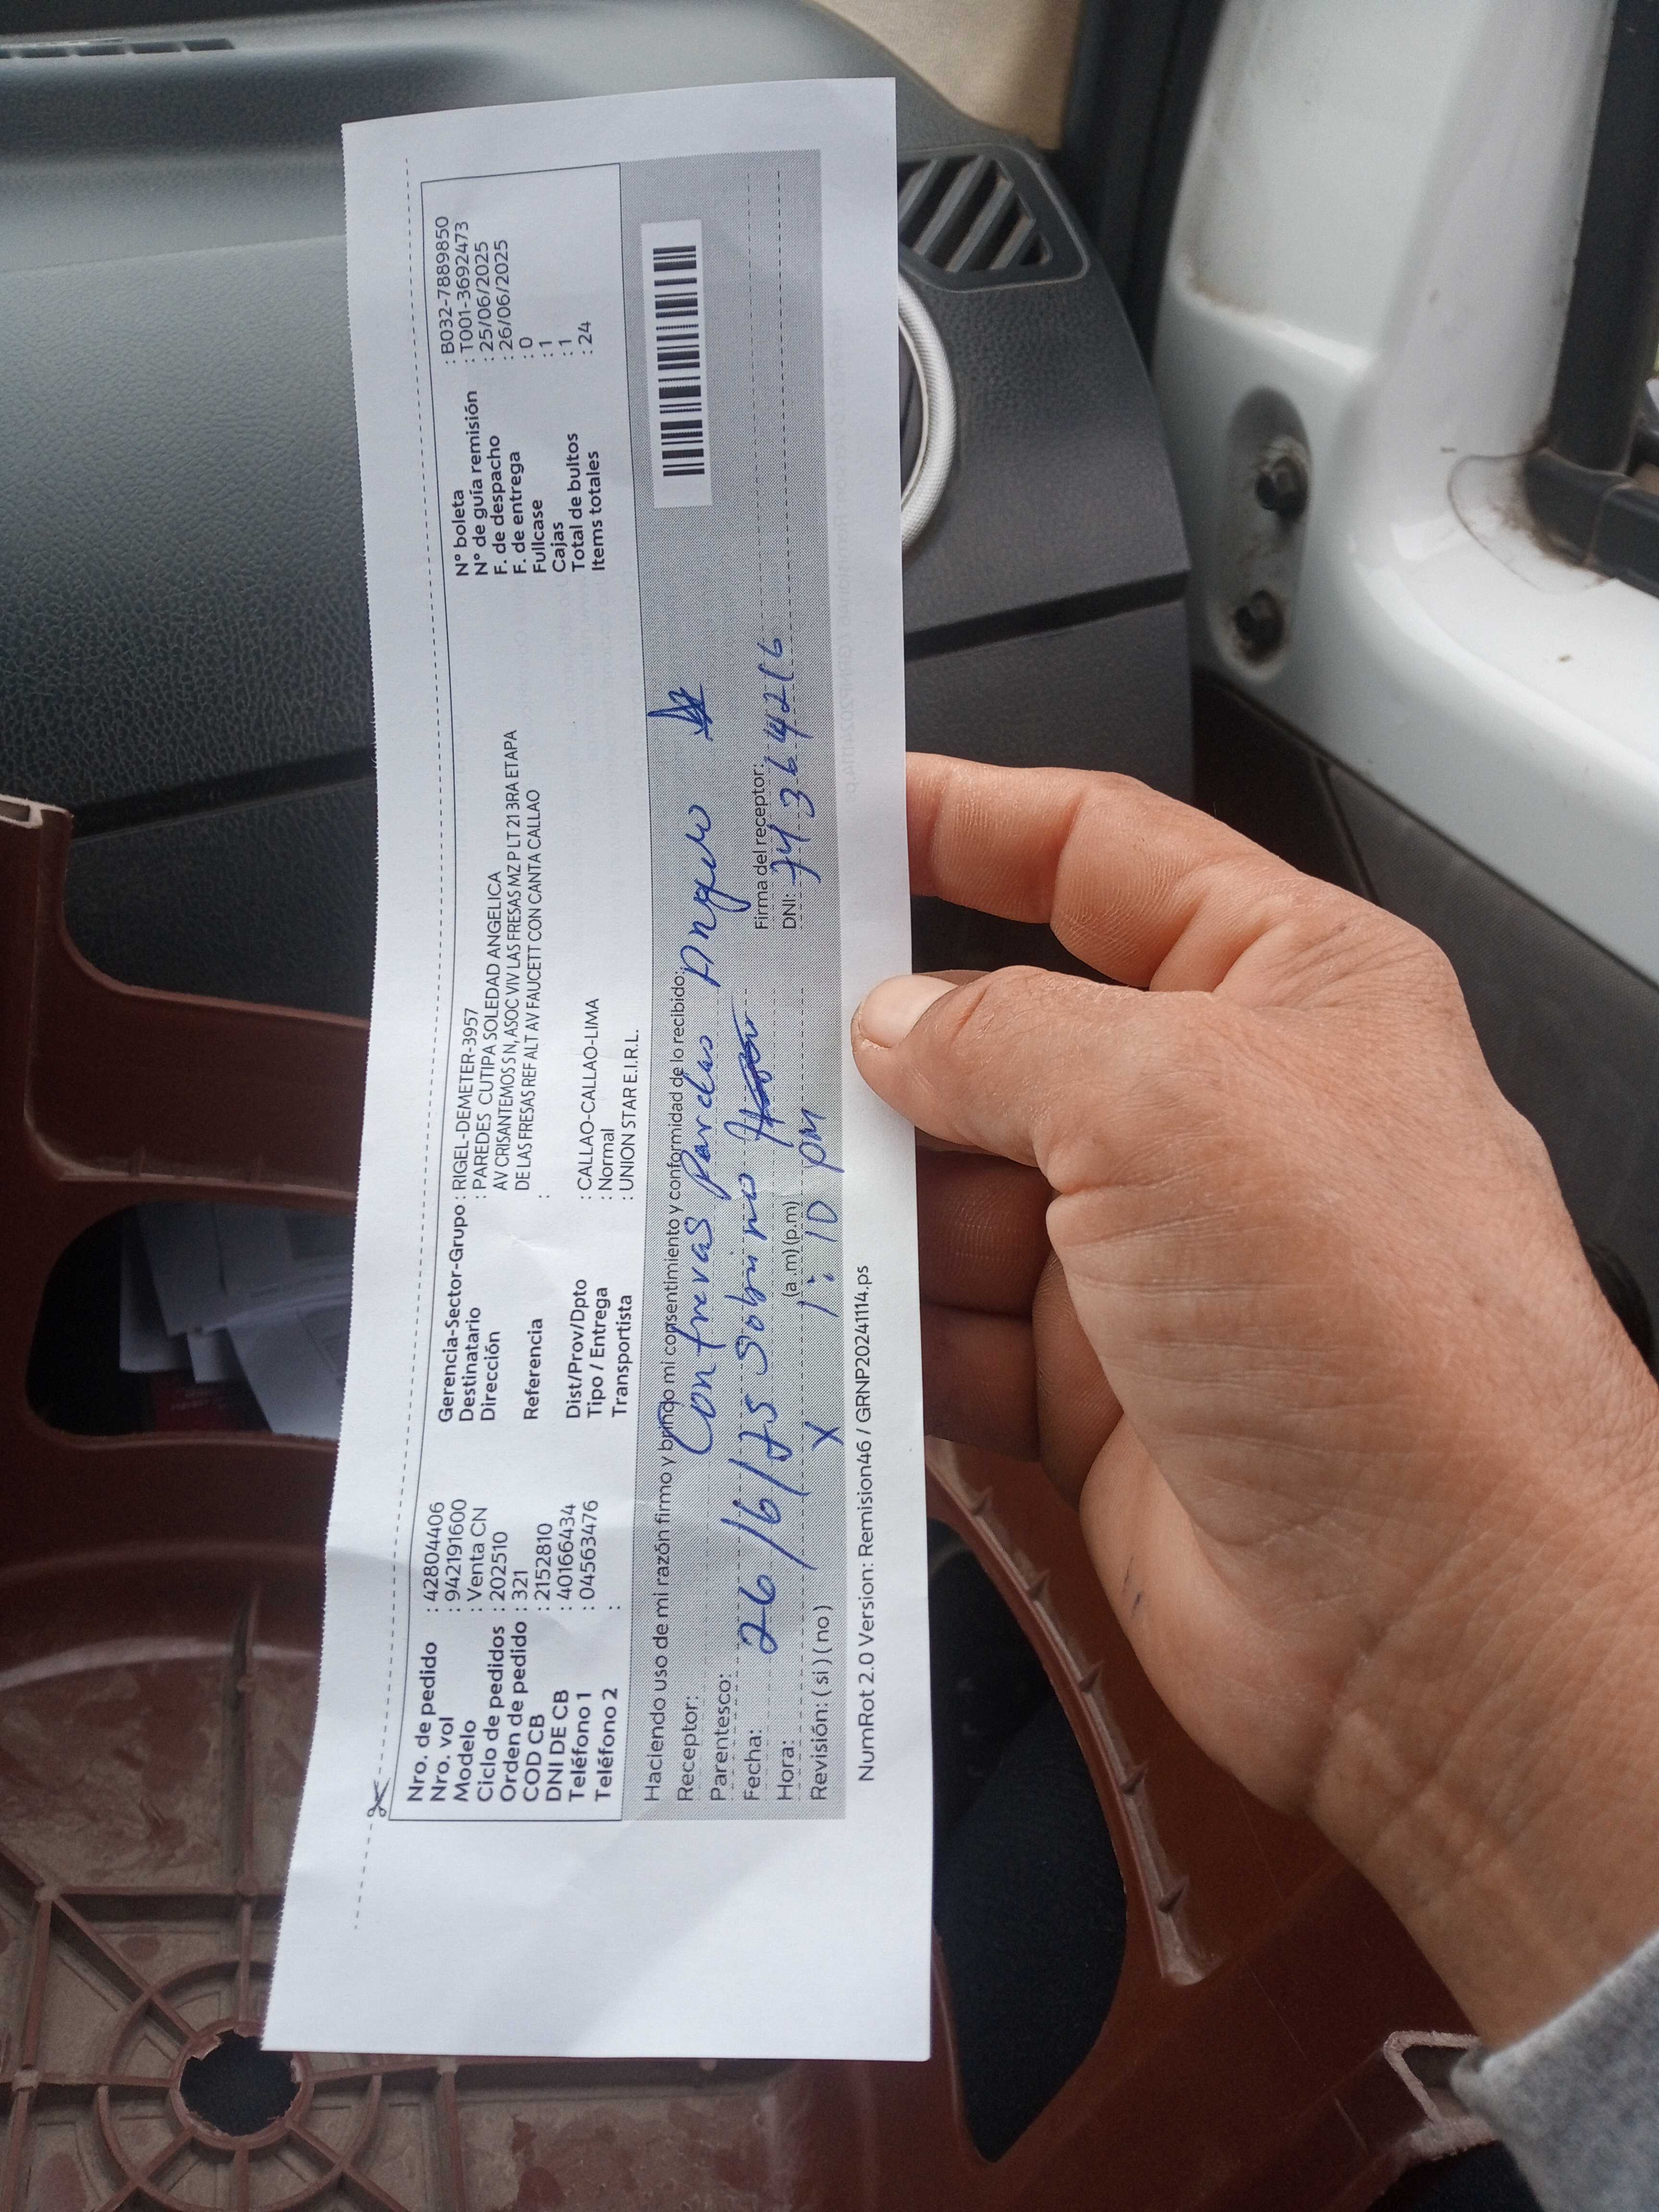 Nro. de pedido : 428044406
Nro. vol : 942191600
Modelo : Venta CN
Ciclo de pedidos : 202510
Orden de pedido : 321
COD CB : 2152810
DNI DE CB : 40166434
Teléfono 1 : 04563476
Teléfono 2 :
Gerencia-Sector-Grupo : RIGEL-DEMETER-3957
Destinatario : PAREDES CUTIPA SOLEDAD ANGELICA
Dirección AV CRISANTEMOS S N, ASOC VIV LAS FRESAS MZ P LT 21 3RA ETAPA
DE LAS FRESAS REF ALT AV FAUCETT CON CANTA CALLAO
Referencia :
Dist/Prov/Dpto : CALLAO-CALLAO-LIMA
Tipo / Entrega : Normal
Transportista : UNION STAR E.I.R.L.
N° boleta : B032-7889850
N° de guía remisión : T001-3692473
F. de despacho : 25/06/2025
F. de entrega : 26/06/2025
Fullcase : 0
Cajas : 1
Total de bultos : 1
Items totales : 24
Haciendo uso de mi razón firmo y bringo mi consentimiento y conformidad de lo recibido:
Receptor: Contreras Paredes
Parentesco: Sobrino
Fecha: 26/6/25
Hora: 1:10 pm (a.m) (p.m)
Revisión: ( si ) ( no ) X
Firma del receptor:
DNI: 74364216
NumRot 2.0 Version: Remision46 / GRNP20241114.ps